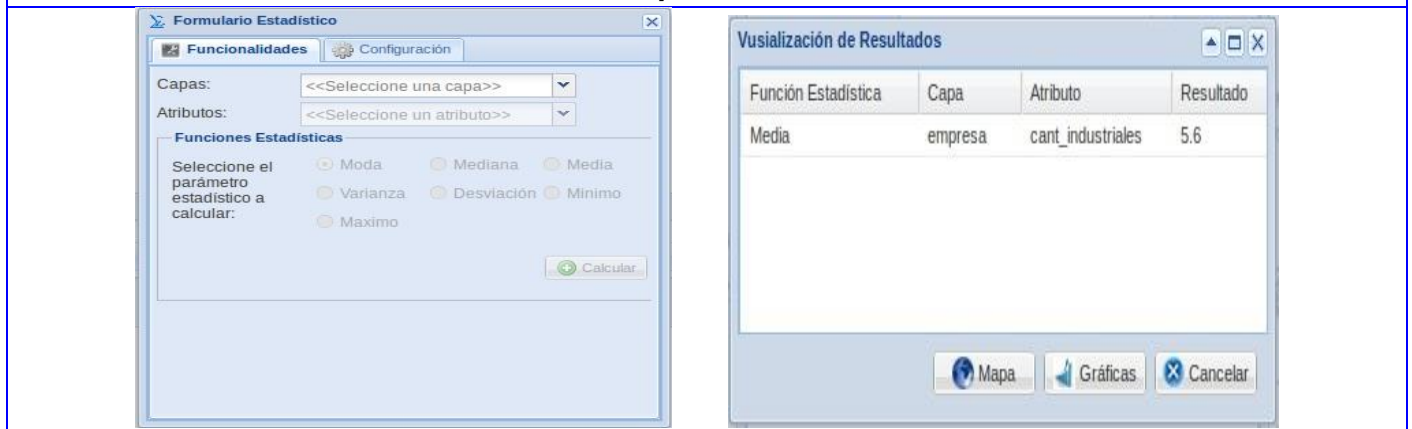 Formulario Estadístico
Funcionalidades Configuración
Capas: <<Seleccione una capa>>
Atributos: <<Seleccione un atributo>>
Funciones Estadísticas
Seleccione el parámetro estadístico a calcular:
Moda Mediana Media
Varianza Desviación Minimo
Maximo
Calcular
Vusialización de Resultados
Función Estadística Capa Atributo Resultado
Media empresa cant_industriales 5.6
Mapa Gráficas Cancelar